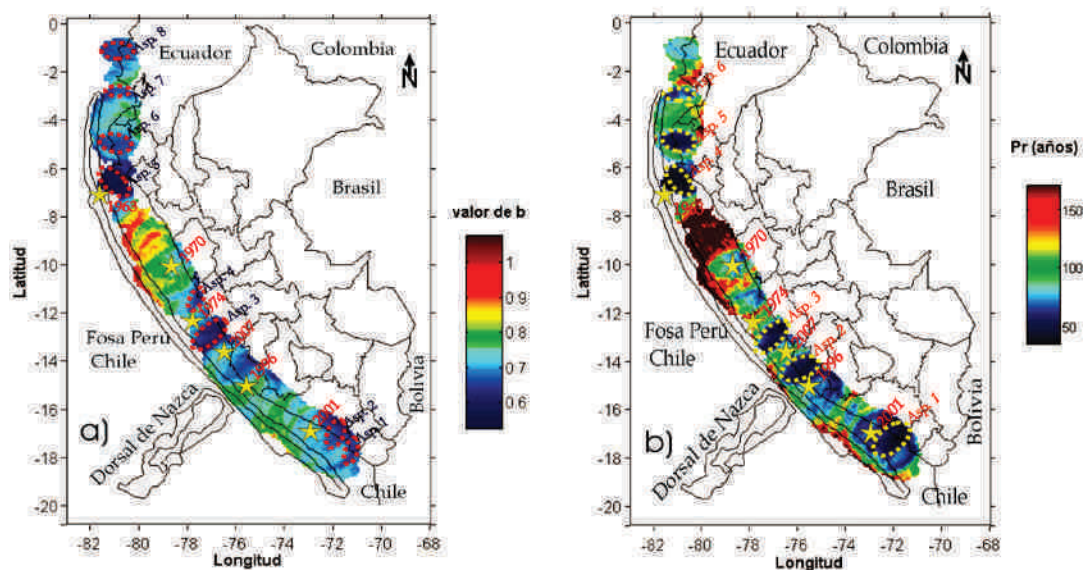 0
-2
-4
-6
-8
-10
-12
-14
-16
-18
-20
Latitud
-82 -80 -78 -76 -74 -72 -70 -68
Longitud
Ecuador
Colombia
N
Brasil
Bolivia
Chile
Fosa Perú
Chile
Dorsal de Nazca
a)
Asp. 8
Asp. 7
Asp. 6
Asp. 5
1970
Asp. 4
1974
Asp. 3
1996
2001
Asp. 2
Asp. 1
valor de b
1
0.9
0.8
0.7
0.6
0
-2
-4
-6
-8
-10
-12
-14
-16
-18
-20
Latitud
-82 -80 -78 -76 -74 -72 -70 -68
Longitud
Ecuador
Colombia
N
Brasil
Bolivia
Chile
Fosa Perú
Chile
Dorsal de Nazca
b)
Asp. 6
Asp. 5
Asp. 4
1970
1974
Asp. 3
Asp. 2
1996
2001
Asp. 1
Pr (años)
150
100
50